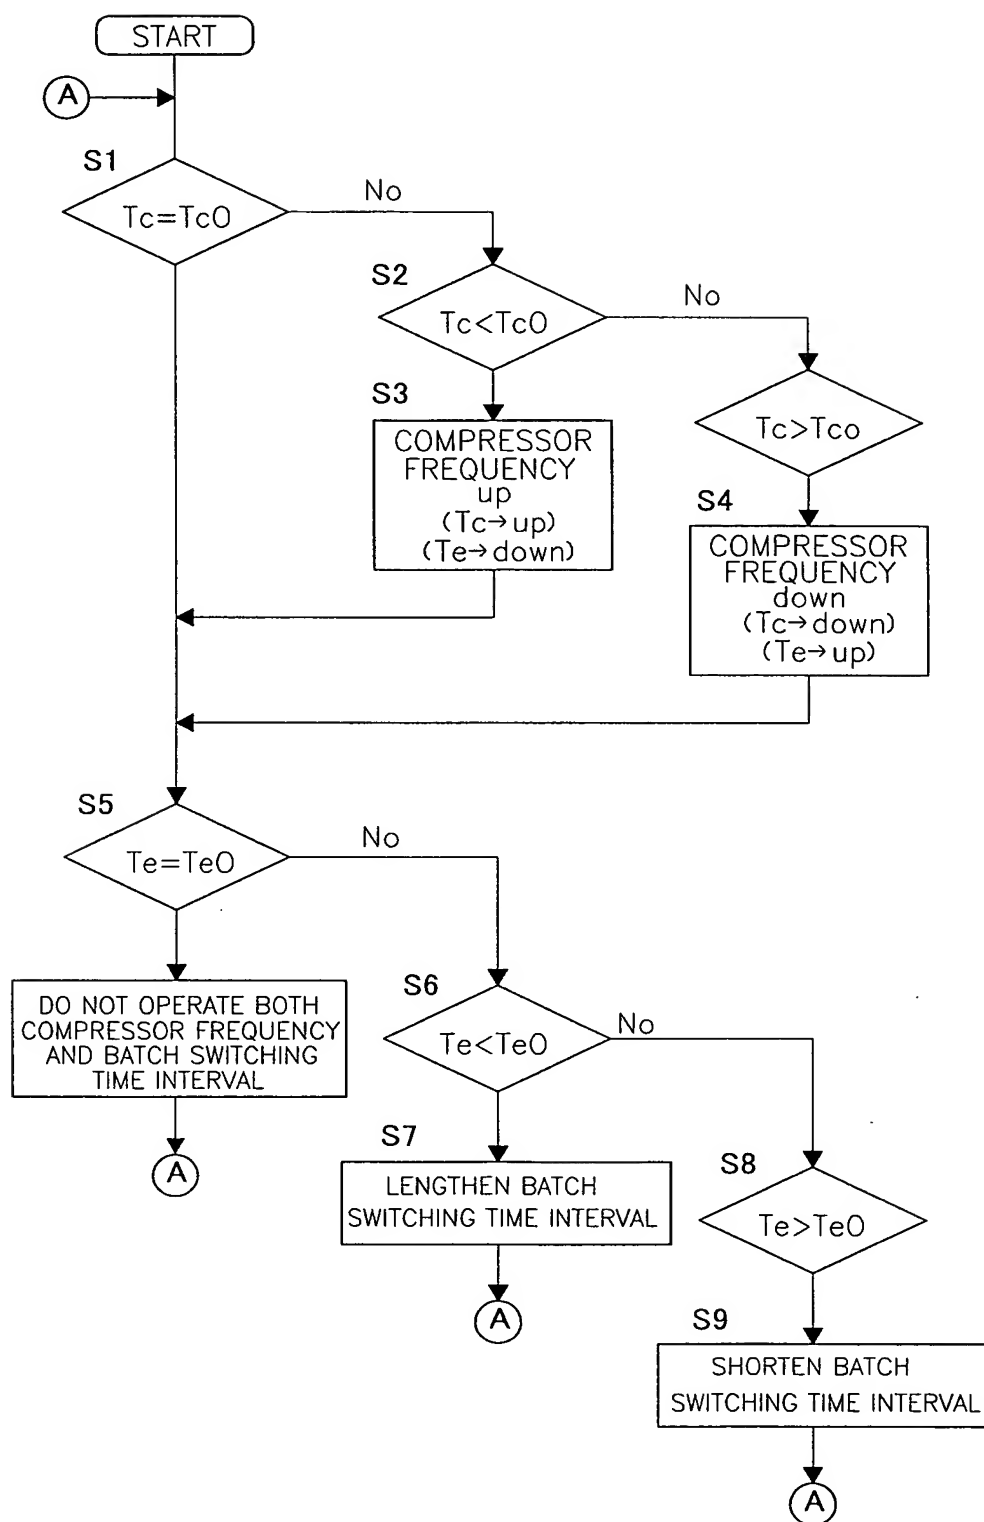 START
A
S1
Tc=Tc0
No
S2
Tc<Tc0
No
S3
COMPRESSOR
FREQUENCY
up
(Tc→up)
(Te→down)
Tc>Tco
S4
COMPRESSOR
FREQUENCY
down
(Tc→down)
(Te→up)
S5
Te=Te0
No
DO NOT OPERATE BOTH
COMPRESSOR FREQUENCY
AND BATCH SWITCHING
TIME INTERVAL
A
S6
Te<Te0
No
S7
LENGTHEN BATCH
SWITCHING TIME INTERVAL
A
S8
Te>Te0
S9
SHORTEN BATCH
SWITCHING TIME INTERVAL
A